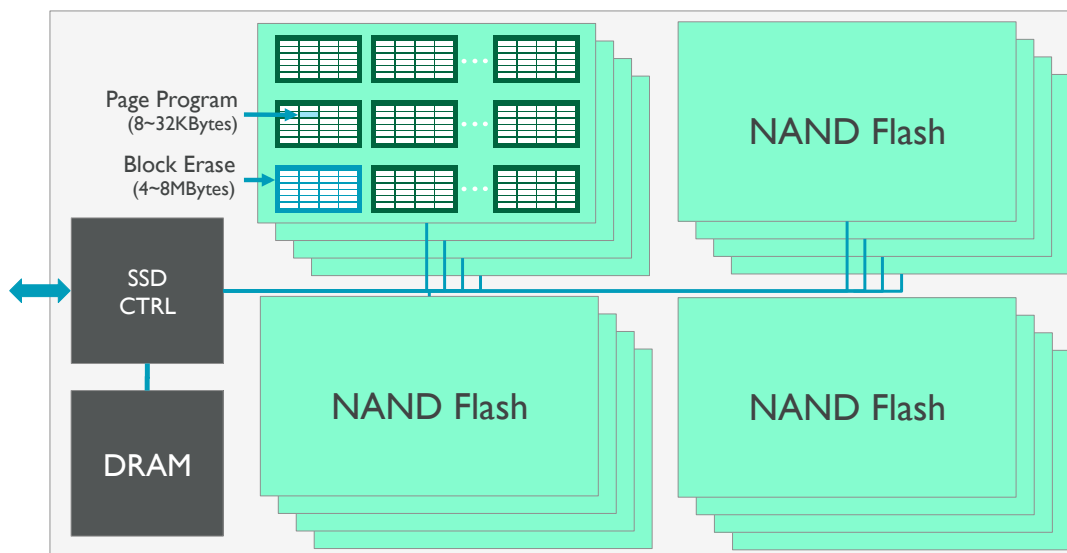 Page Program
(8~32KBytes)
Block Erase
(4~8MBytes)
NAND Flash
SSD
CTRL
NAND Flash
NAND Flash
DRAM